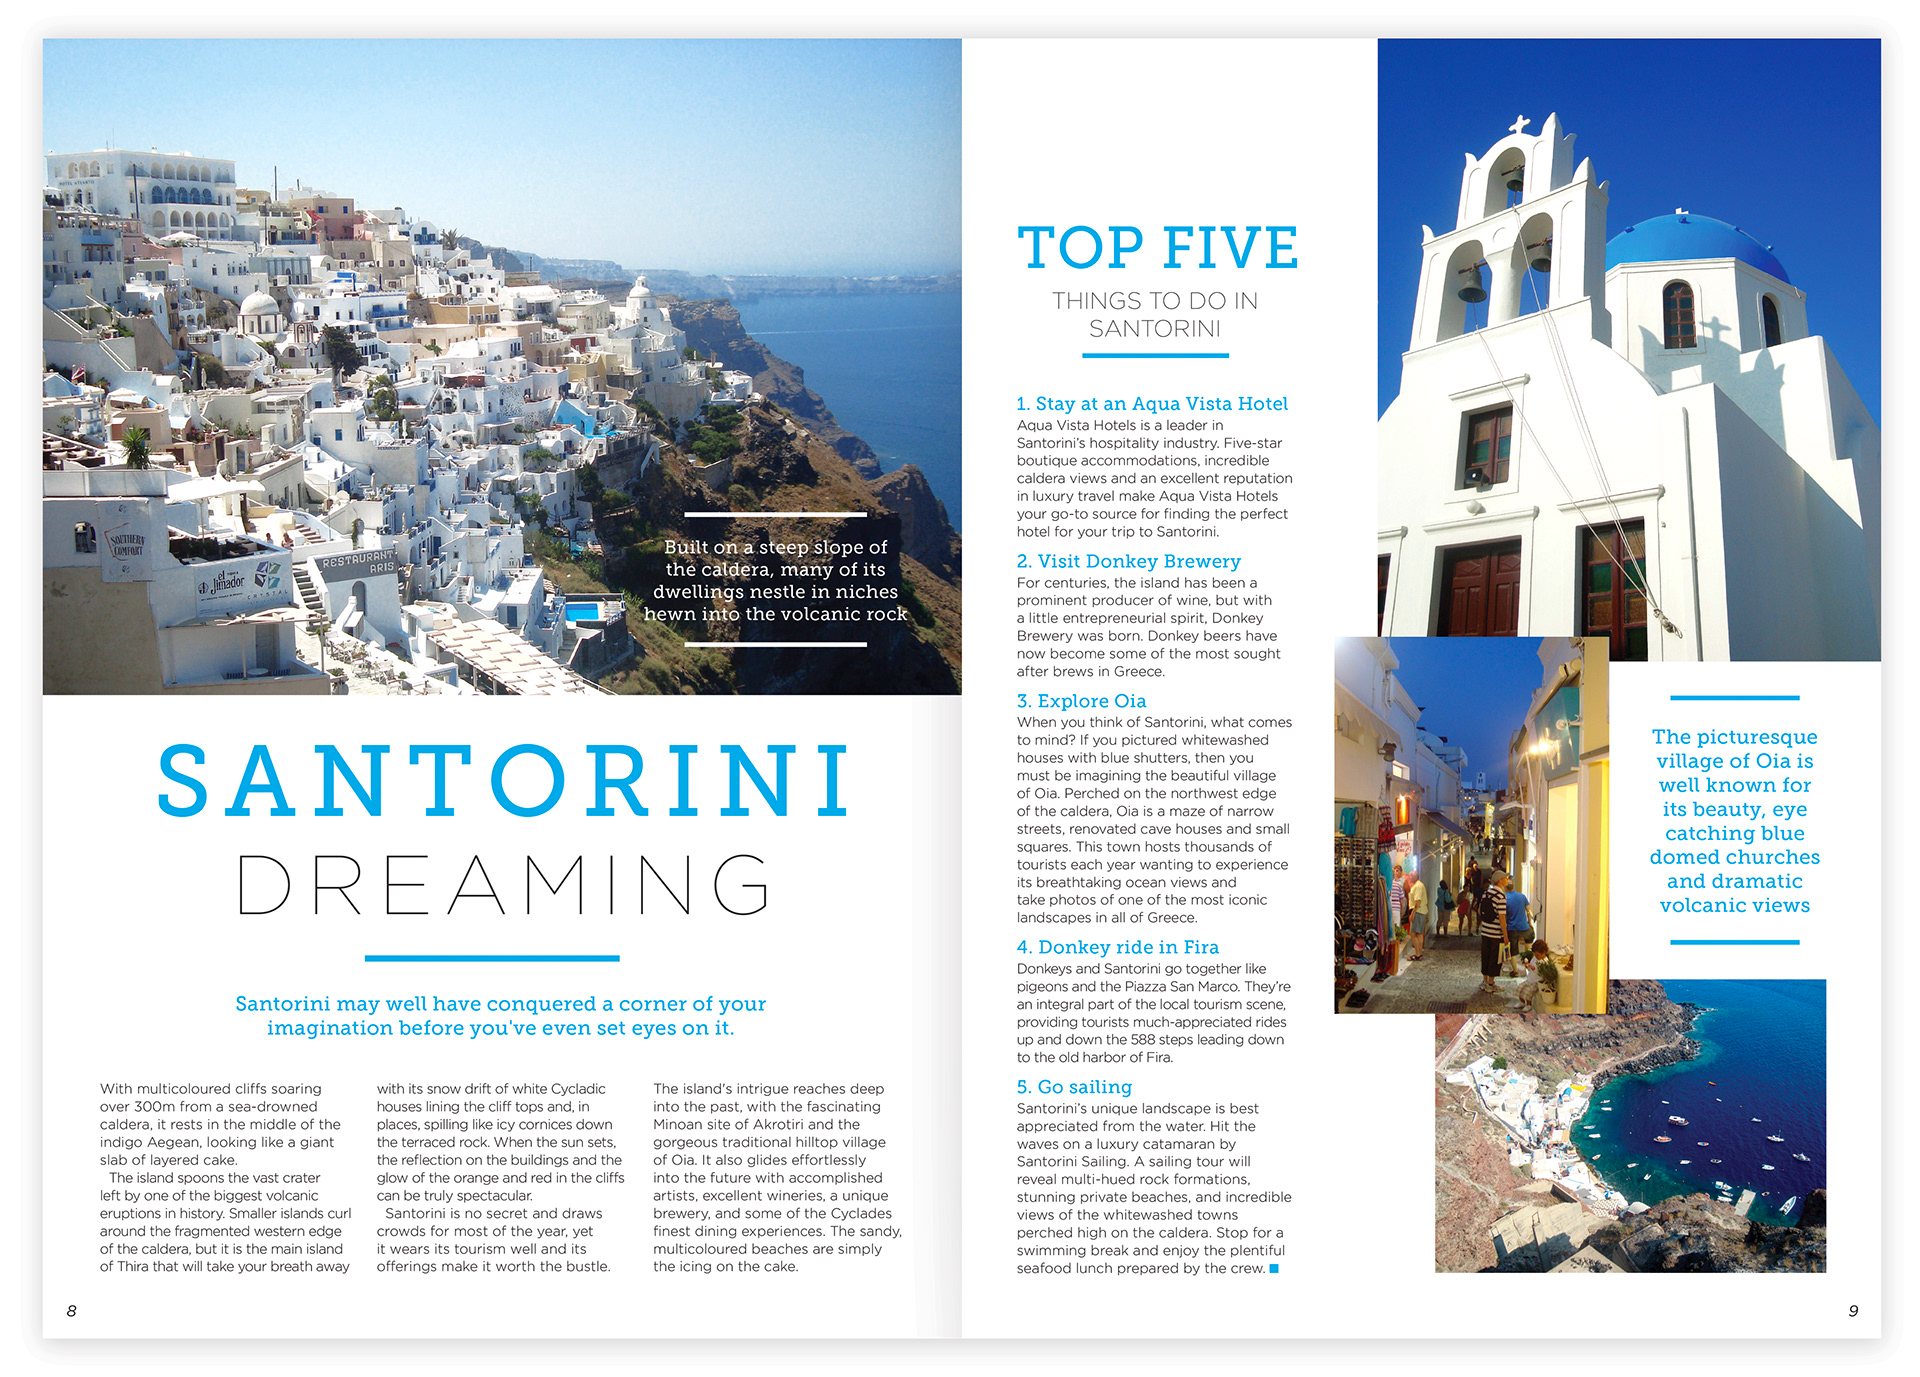 HOTEL ATLANTIS
SOUTHERN
COMFORT
el
Jimador
CRYSTAL
RESTAURANT
ARIS
Built on a steep slope of
the caldera, many of its
dwellings nestle in niches
hewn into the volcanic rock
SANTORINI
DREAMING
Santorini may well have conquered a corner of your
imagination before you've even set eyes on it.
With multicoloured cliffs soaring
over 300m from a sea-drowned
caldera, it rests in the middle of the
indigo Aegean, looking like a giant
slab of layered cake.
The island spoons the vast crater
left by one of the biggest volcanic
eruptions in history. Smaller islands curl
around the fragmented western edge
of the caldera, but it is the main island
of Thira that will take your breath away
with its snow drift of white Cycladic
houses lining the cliff tops and, in
places, spilling like icy cornices down
the terraced rock. When the sun sets,
the reflection on the buildings and the
glow of the orange and red in the cliffs
can be truly spectacular.
Santorini is no secret and draws
crowds for most of the year, yet
it wears its tourism well and its
offerings make it worth the bustle.
The island's intrigue reaches deep
into the past, with the fascinating
Minoan site of Akrotiri and the
gorgeous traditional hilltop village
of Oia. It also glides effortlessly
into the future with accomplished
artists, excellent wineries, a unique
brewery, and some of the Cyclades
finest dining experiences. The sandy,
multicoloured beaches are simply
the icing on the cake.
8
TOP FIVE
THINGS TO DO IN
SANTORINI
1. Stay at an Aqua Vista Hotel
Aqua Vista Hotels is a leader in
Santorini's hospitality industry. Five-star
boutique accommodations, incredible
caldera views and an excellent reputation
in luxury travel make Aqua Vista Hotels
your go-to source for finding the perfect
hotel for your trip to Santorini.
2. Visit Donkey Brewery
For centuries, the island has been a
prominent producer of wine, but with
a little entrepreneurial spirit, Donkey
Brewery was born. Donkey beers have
now become some of the most sought
after brews in Greece.
3. Explore Oia
When you think of Santorini, what comes
to mind? If you pictured whitewashed
houses with blue shutters, then you
must be imagining the beautiful village
of Oia. Perched on the northwest edge
of the caldera, Oia is a maze of narrow
streets, renovated cave houses and small
squares. This town hosts thousands of
tourists each year wanting to experience
its breathtaking ocean views and
take photos of one of the most iconic
landscapes in all of Greece.
4. Donkey ride in Fira
Donkeys and Santorini go together like
pigeons and the Piazza San Marco. They're
an integral part of the local tourism scene,
providing tourists much-appreciated rides
up and down the 588 steps leading down
to the old harbor of Fira.
5. Go sailing
Santorini's unique landscape is best
appreciated from the water. Hit the
waves on a luxury catamaran by
Santorini Sailing. A sailing tour will
reveal multi-hued rock formations,
stunning private beaches, and incredible
views of the whitewashed towns
perched high on the caldera. Stop for a
swimming break and enjoy the plentiful
seafood lunch prepared by the crew.
The picturesque
village of Oia is
well known for
its beauty, eye
catching blue
domed churches
and dramatic
volcanic views
9